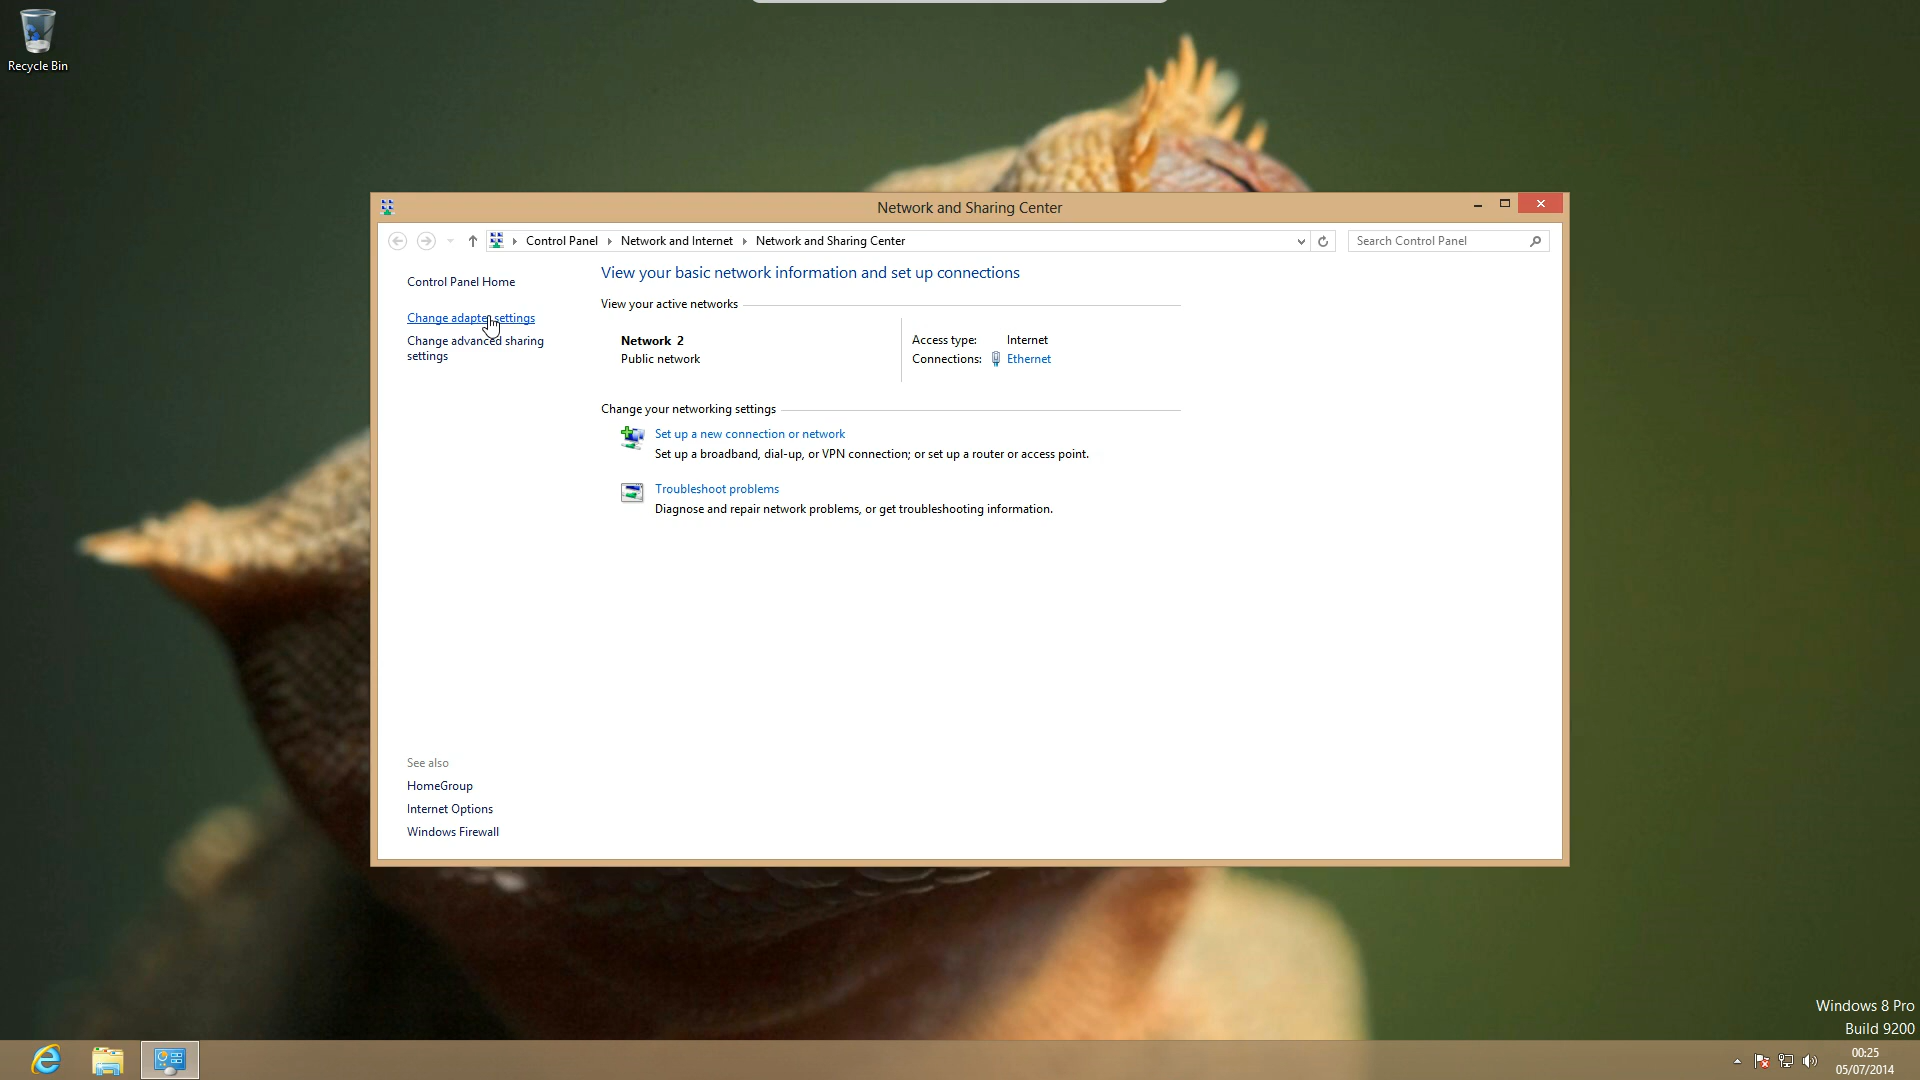 Recycle Bin
Network and Sharing Center
Control Panel
Network and Internet
Network and Sharing Center
Search Control Panel
Control Panel Home
Change adapter settings
Change advanced sharing
settings
View your basic network information and set up connections
View your active networks
Network 2
Public network
Access type: Internet
Connections: Ethernet
Change your networking settings
Set up a new connection or network
Set up a broadband, dial-up, or VPN connection; or set up a router or access point.
Troubleshoot problems
Diagnose and repair network problems, or get troubleshooting information.
See also
HomeGroup
Internet Options
Windows Firewall
Windows 8 Pro
Build 9200
00:25
05/07/2014